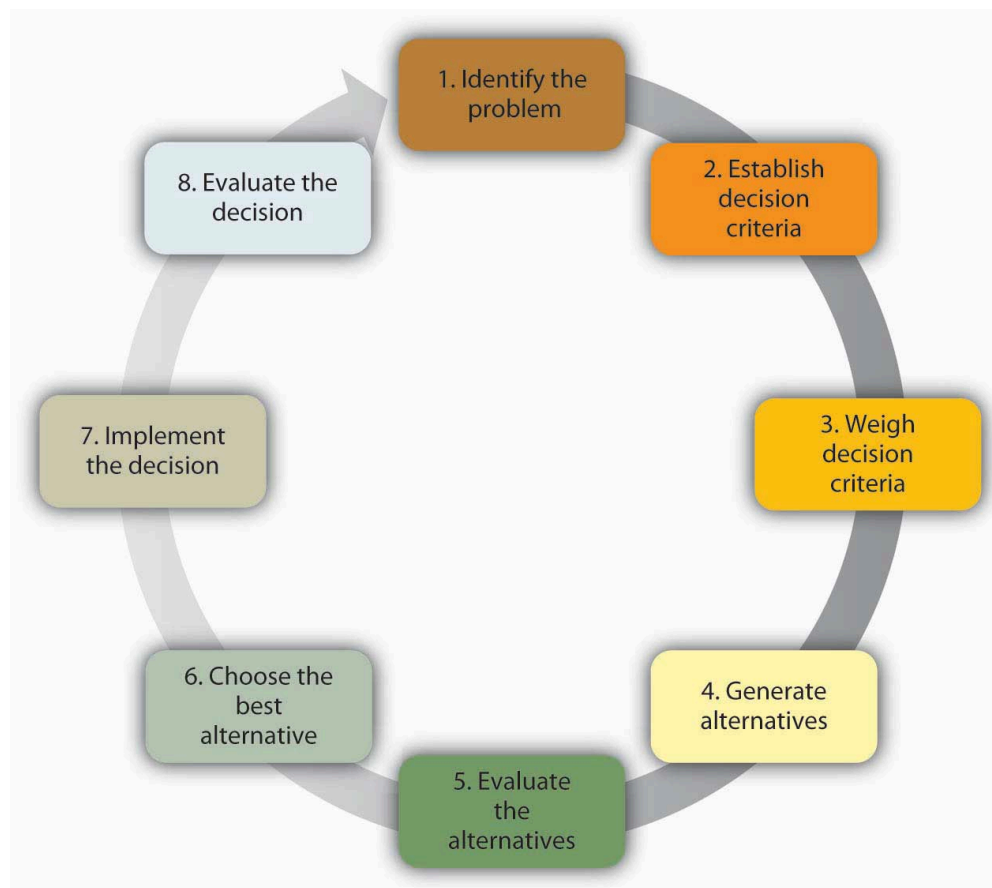 1. Identify the
problem
2. Establish
decision
criteria
3. Weigh
decision
criteria
4. Generate
alternatives
5. Evaluate
the
alternatives
6. Choose the
best
alternative
7. Implement
the decision
8. Evaluate the
decision